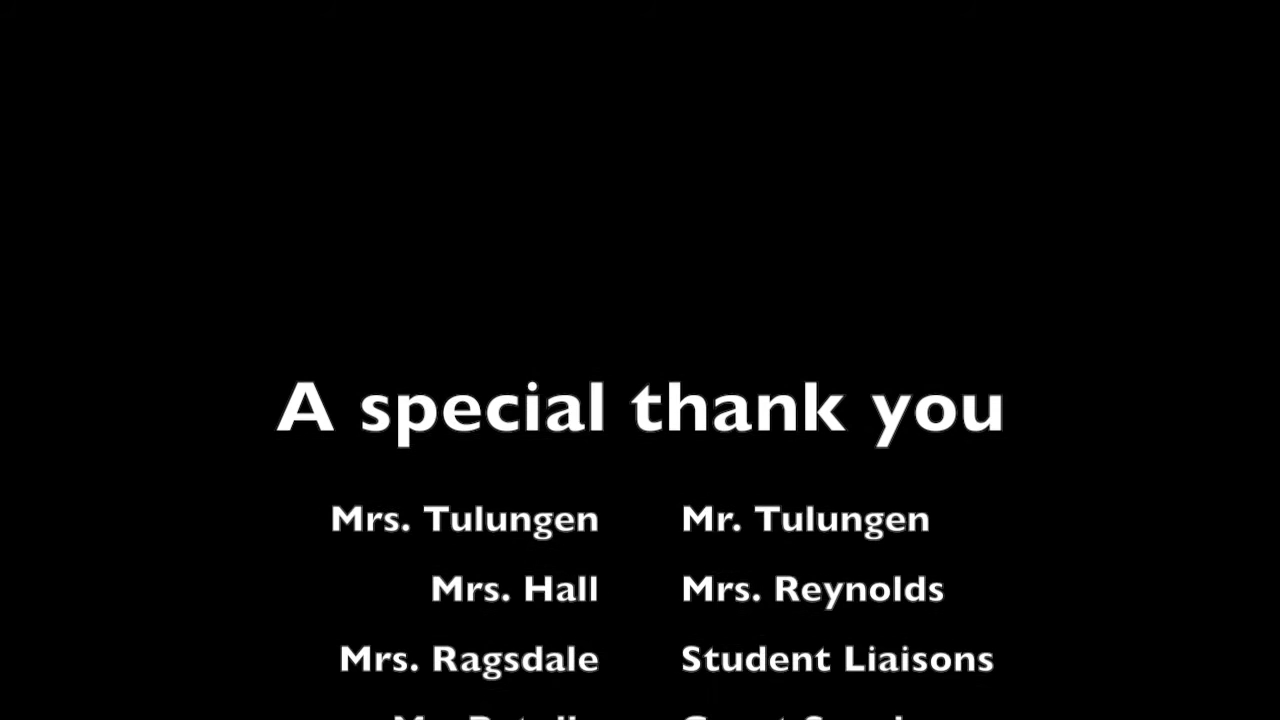 A special thank you
Mrs. Tulungen Mr. Tulungen
Mrs. Hall Mrs. Reynolds
Mrs. Ragsdale Student Liaisons